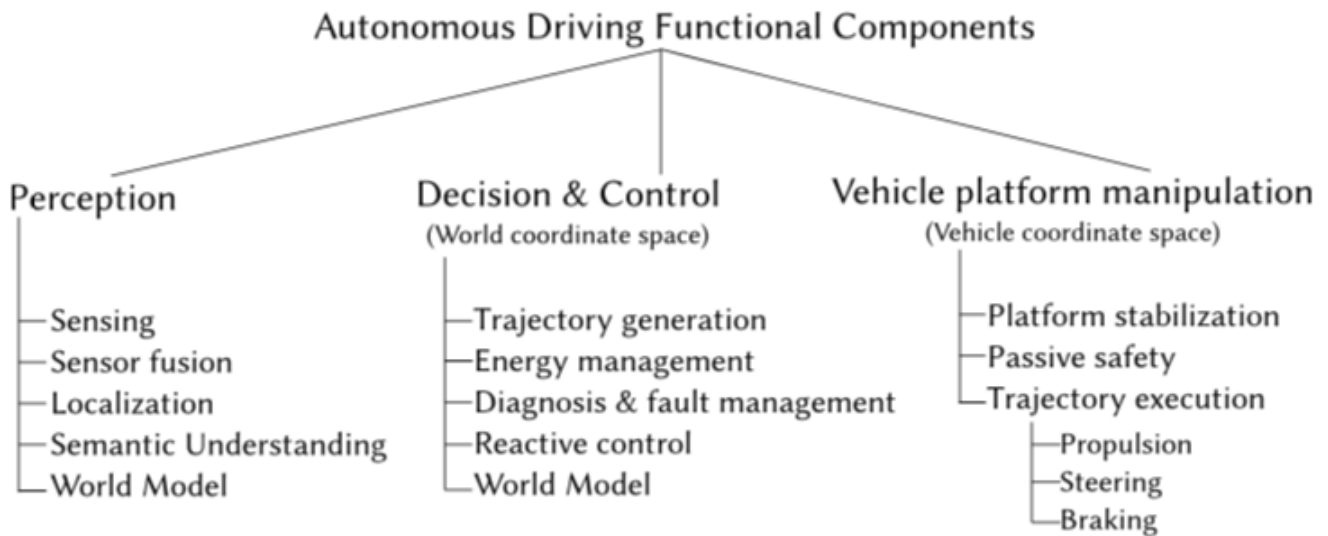 Autonomous Driving Functional Components
Perception
Sensing
Sensor fusion
Localization
Semantic Understanding
World Model
Decision & Control
(World coordinate space)
Trajectory generation
Energy management
Diagnosis & fault management
Reactive control
World Model
Vehicle platform manipulation
(Vehicle coordinate space)
Platform stabilization
Passive safety
Trajectory execution
Propulsion
Steering
Braking